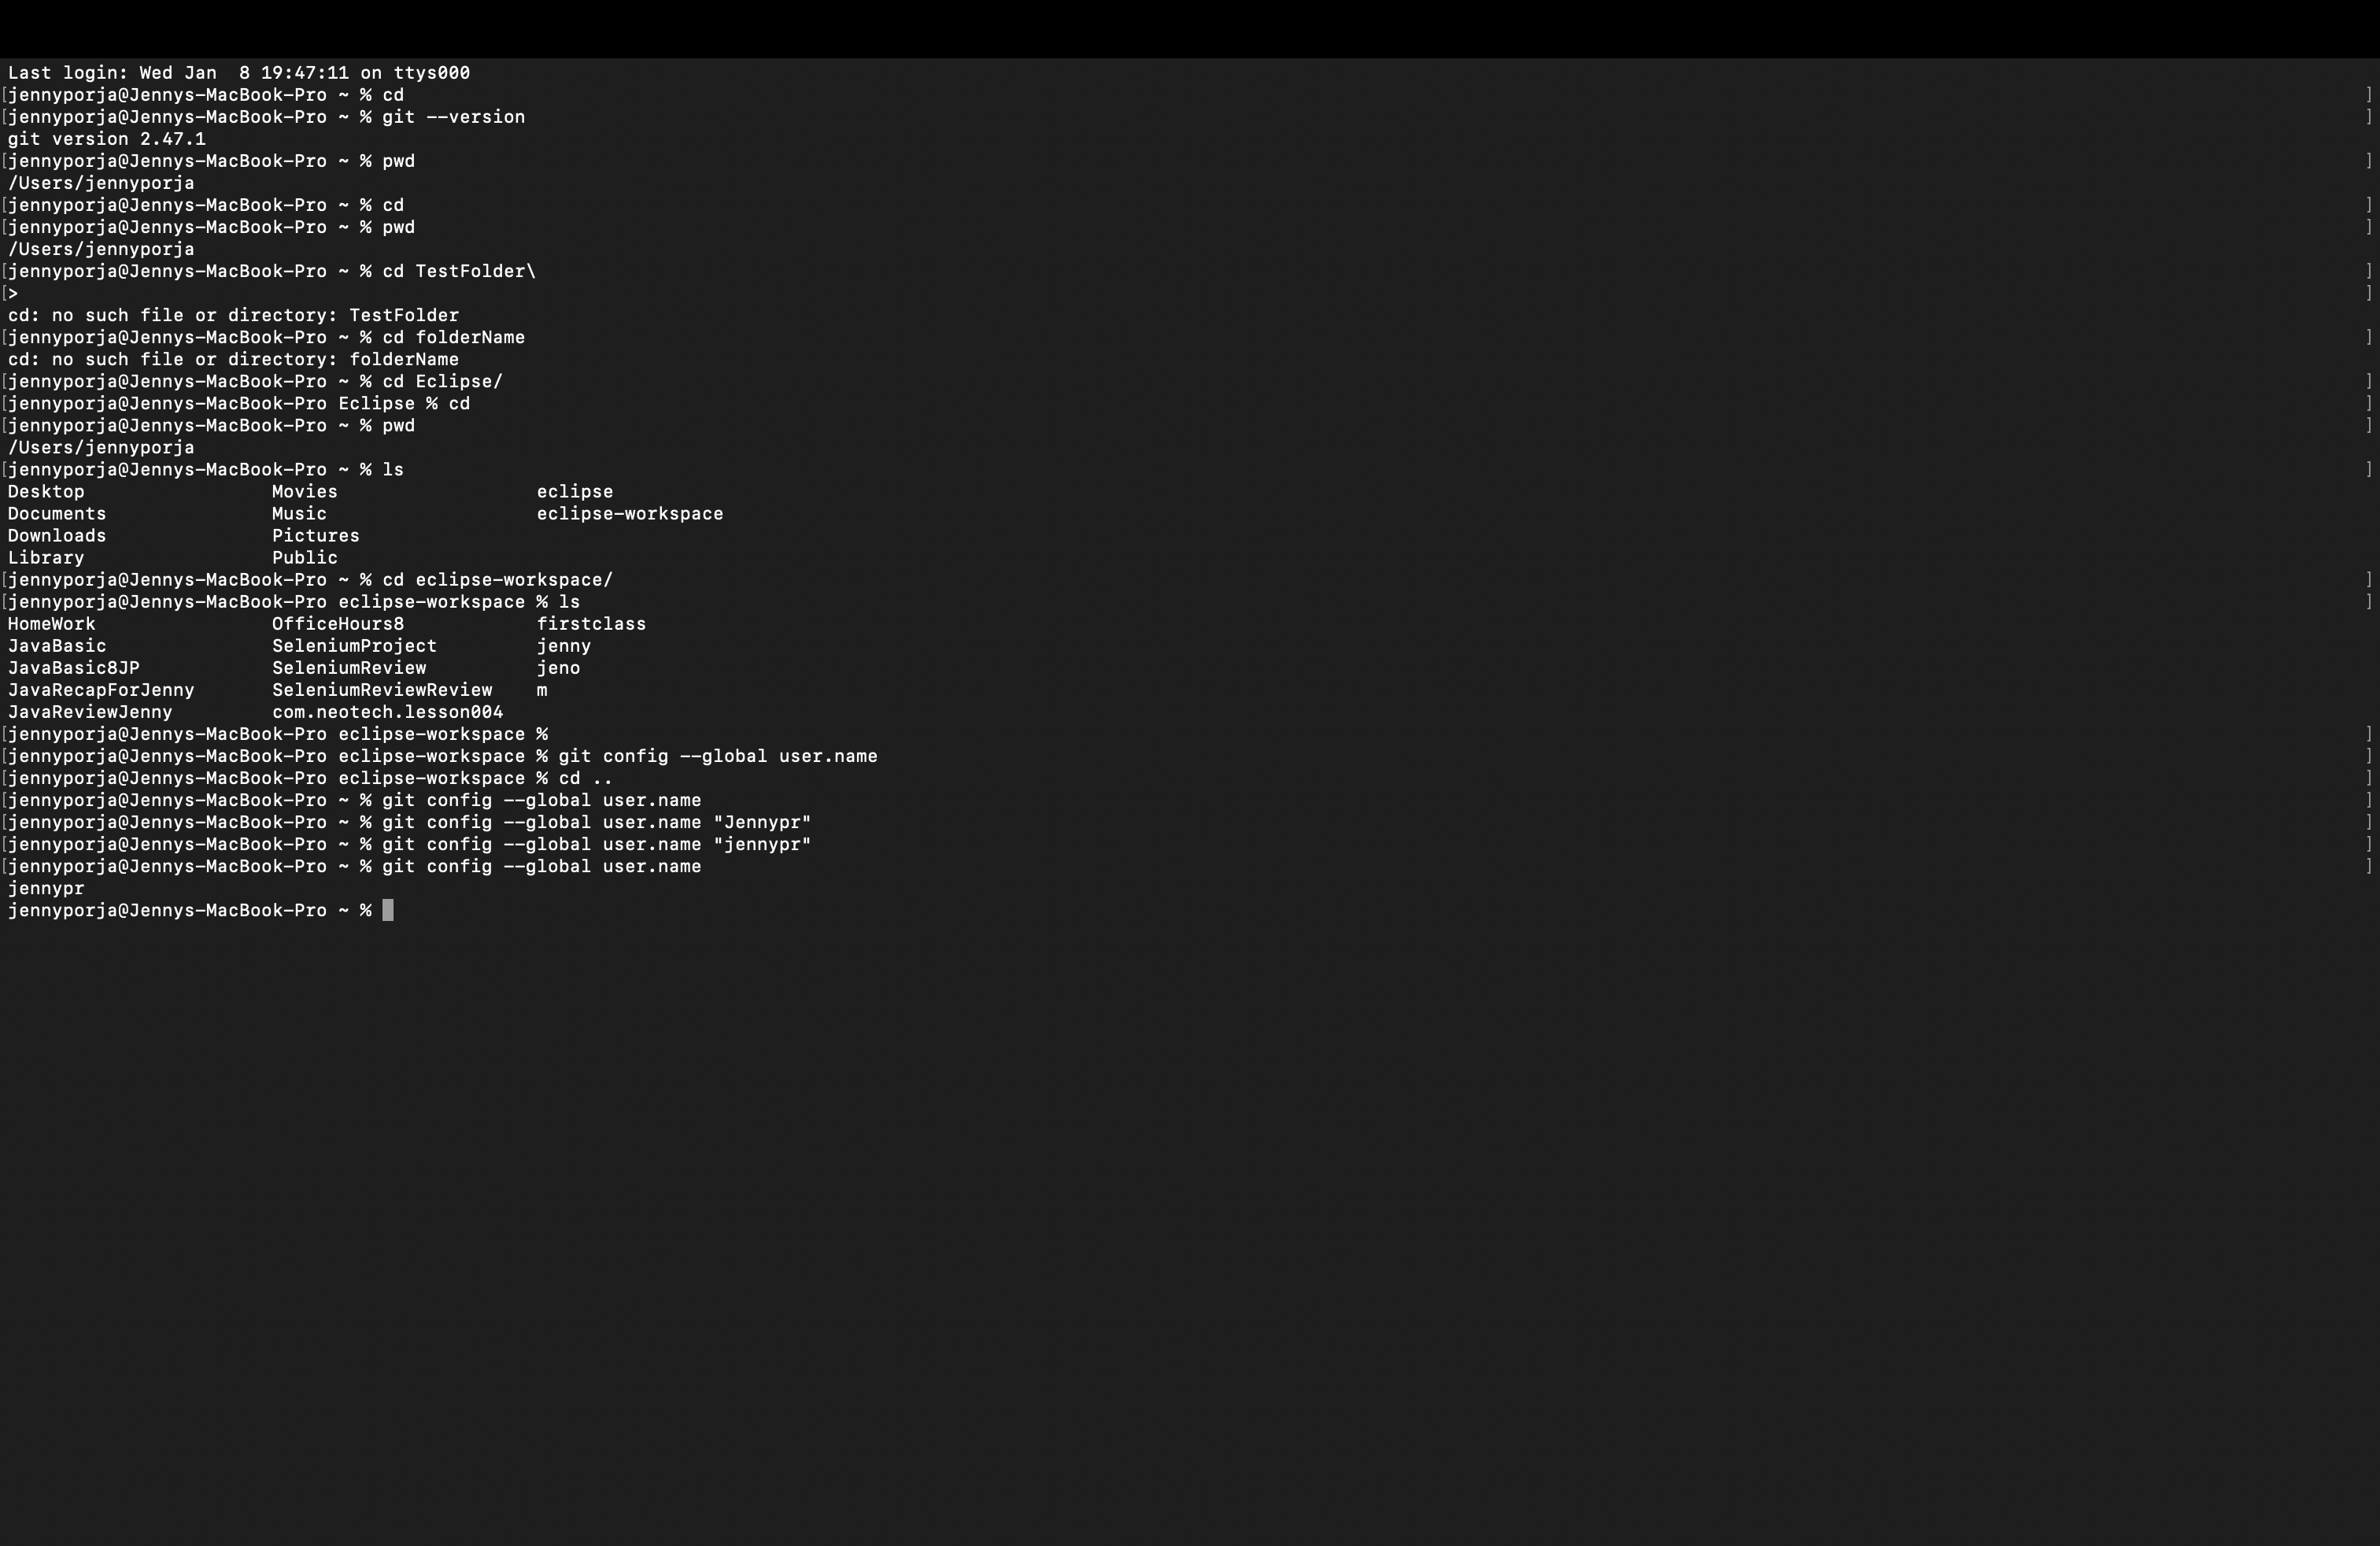 Last login: Wed Jan  8 19:47:11 on ttys000
[jennyporja@Jennys-MacBook-Pro ~ % cd ]
[jennyporja@Jennys-MacBook-Pro ~ % git --version ]
git version 2.47.1
[jennyporja@Jennys-MacBook-Pro ~ % pwd ]
/Users/jennyporja
[jennyporja@Jennys-MacBook-Pro ~ % cd ]
[jennyporja@Jennys-MacBook-Pro ~ % pwd ]
/Users/jennyporja
[jennyporja@Jennys-MacBook-Pro ~ % cd TestFolder\ ]
[> ]
cd: no such file or directory: TestFolder
[jennyporja@Jennys-MacBook-Pro ~ % cd folderName ]
cd: no such file or directory: folderName
[jennyporja@Jennys-MacBook-Pro ~ % cd Eclipse/ ]
[jennyporja@Jennys-MacBook-Pro Eclipse % cd ]
[jennyporja@Jennys-MacBook-Pro ~ % pwd ]
/Users/jennyporja
[jennyporja@Jennys-MacBook-Pro ~ % ls ]
Desktop Movies eclipse
Documents Music eclipse-workspace
Downloads Pictures
Library Public
[jennyporja@Jennys-MacBook-Pro ~ % cd eclipse-workspace/ ]
[jennyporja@Jennys-MacBook-Pro eclipse-workspace % ls ]
HomeWork OfficeHours8 firstclass
JavaBasic SeleniumProject jenny
JavaBasic8JP SeleniumReview jeno
JavaRecapForJenny SeleniumReviewReview m
JavaReviewJenny com.neotech.lesson004
[jennyporja@Jennys-MacBook-Pro eclipse-workspace % ]
[jennyporja@Jennys-MacBook-Pro eclipse-workspace % git config --global user.name ]
[jennyporja@Jennys-MacBook-Pro eclipse-workspace % cd .. ]
[jennyporja@Jennys-MacBook-Pro ~ % git config --global user.name ]
[jennyporja@Jennys-MacBook-Pro ~ % git config --global user.name "Jennypr" ]
[jennyporja@Jennys-MacBook-Pro ~ % git config --global user.name "jennypr" ]
[jennyporja@Jennys-MacBook-Pro ~ % git config --global user.name ]
jennypr
jennyporja@Jennys-MacBook-Pro ~ %